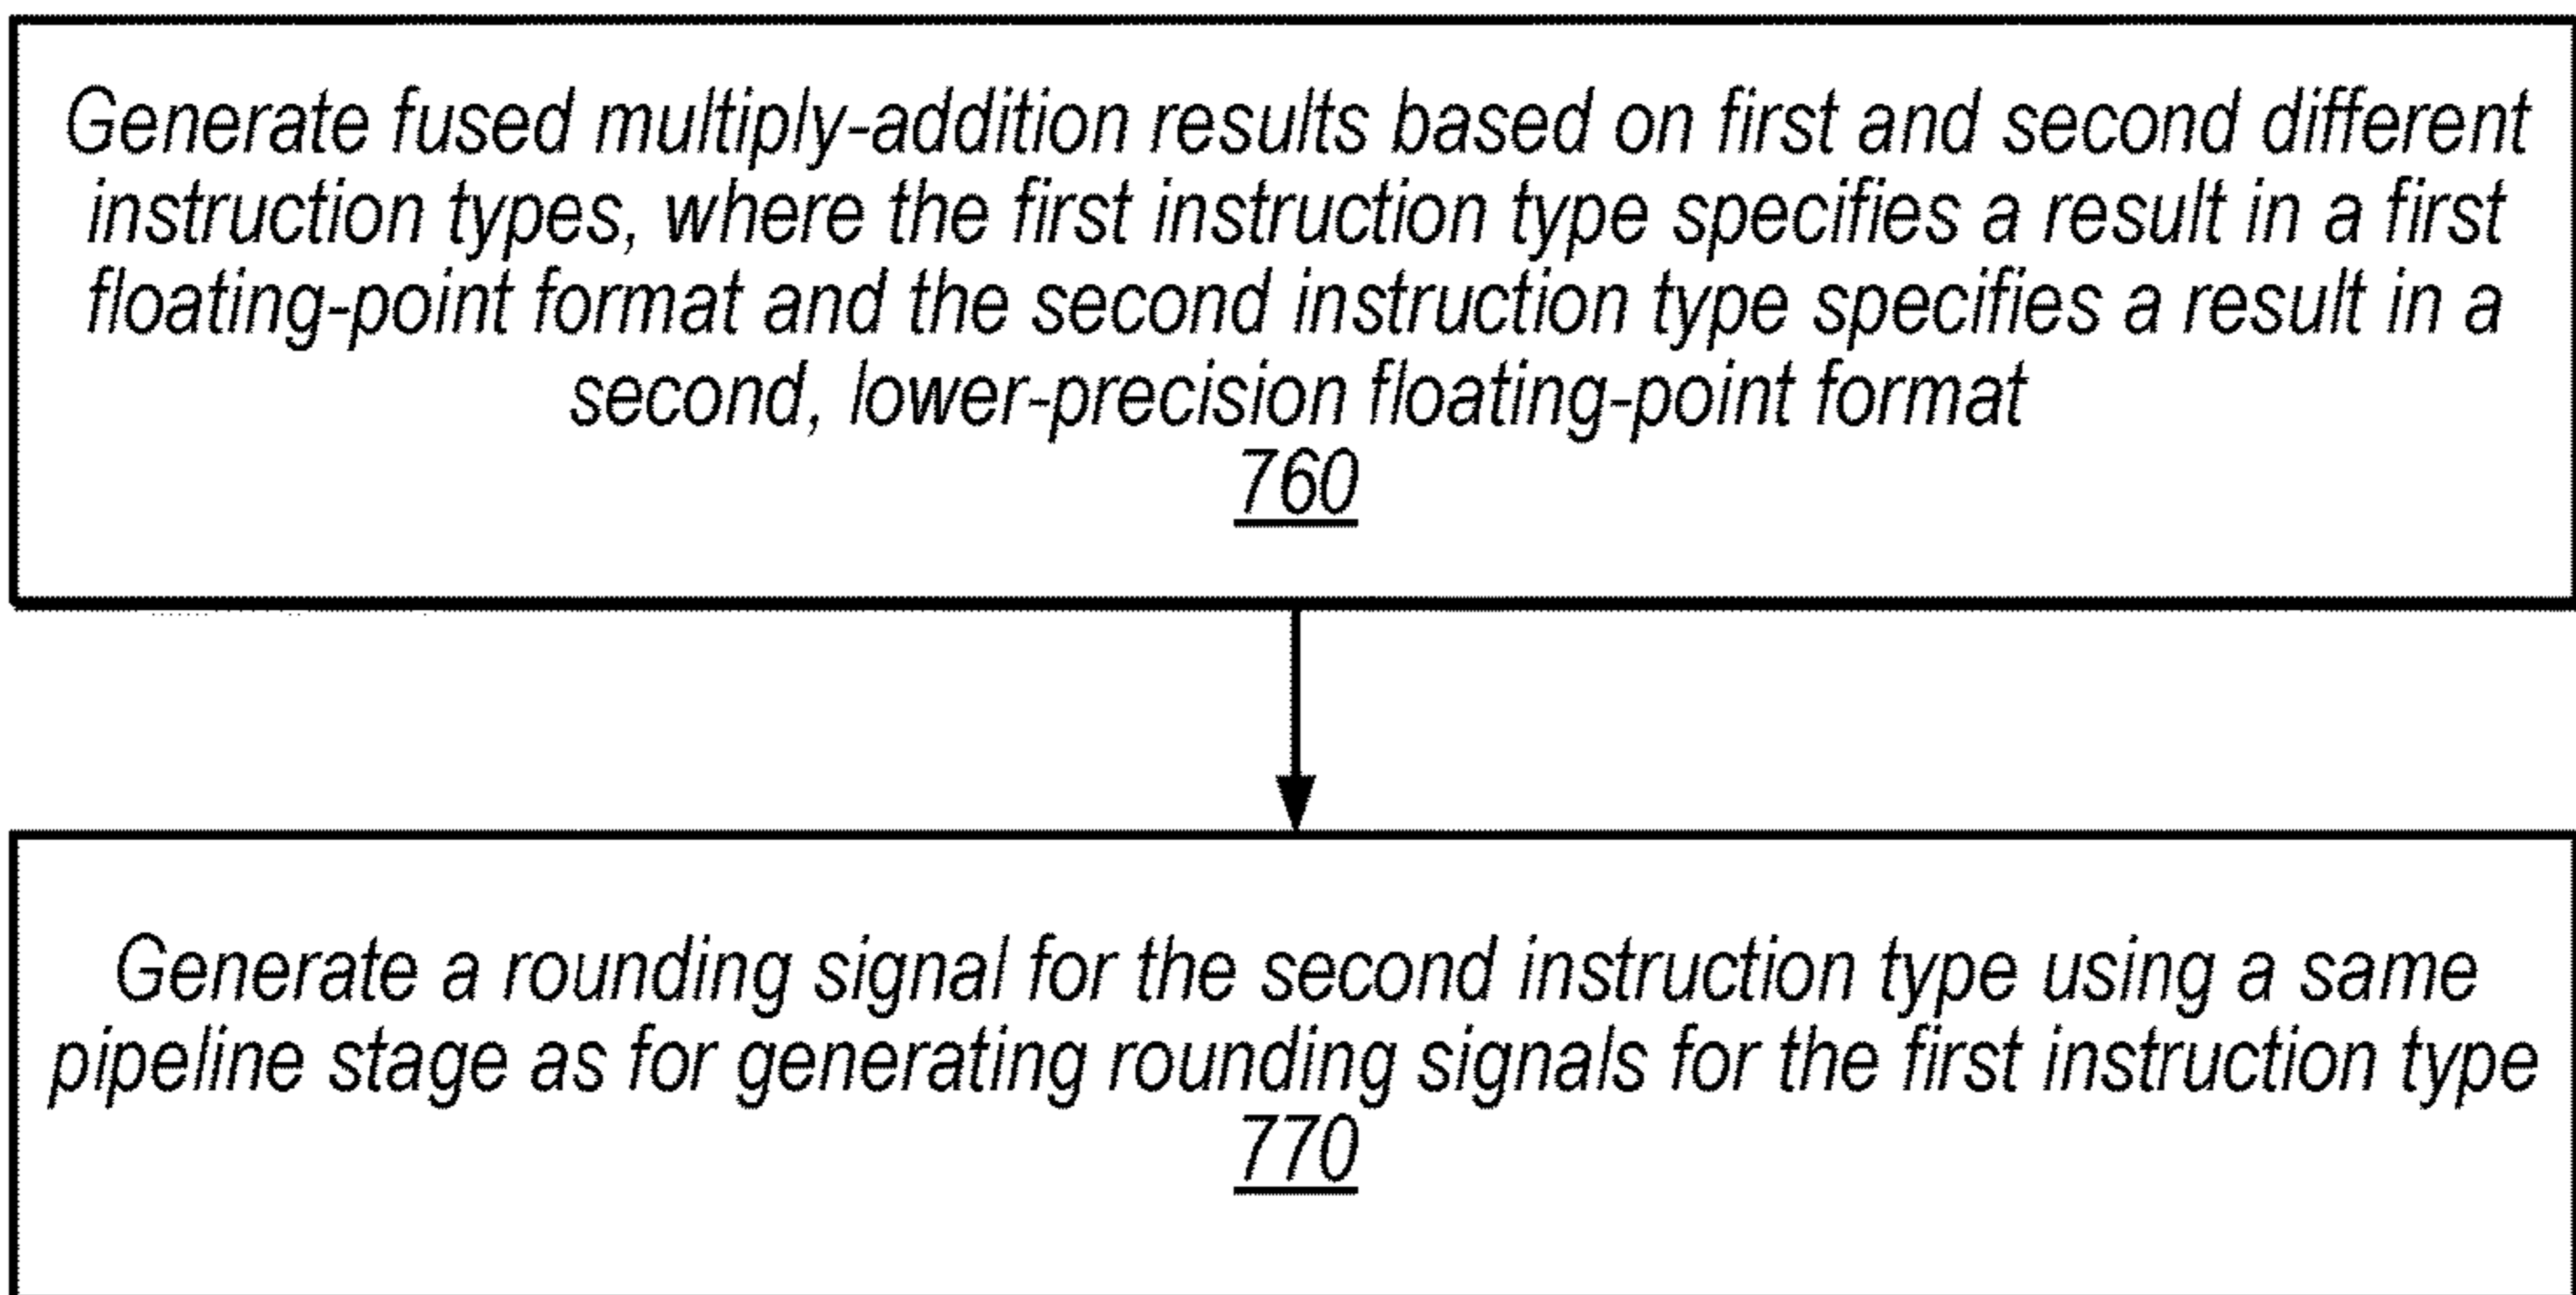 Generate fused multiply-addition results based on first and second different
instruction types, where the first instruction type specifies a result in a first
floating-point format and the second instruction type specifies a result in a
second, lower-precision floating-point format
760
Generate a rounding signal for the second instruction type using a same
pipeline stage as for generating rounding signals for the first instruction type
770